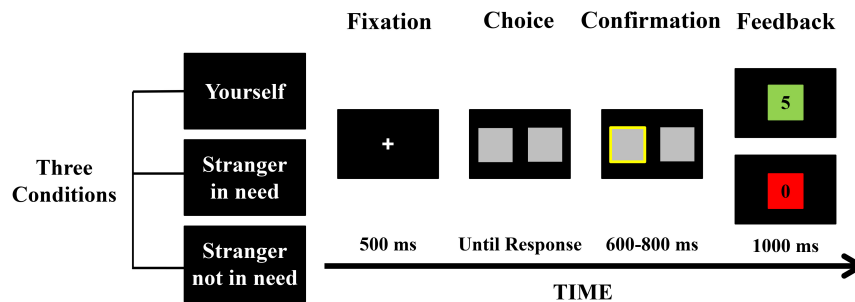 Fixation
Choice
Confirmation
Feedback
Three
Conditions
Yourself
Stranger
in need
Stranger
not in need
+
5
0
500 ms
Until Response
600-800 ms
1000 ms
TIME